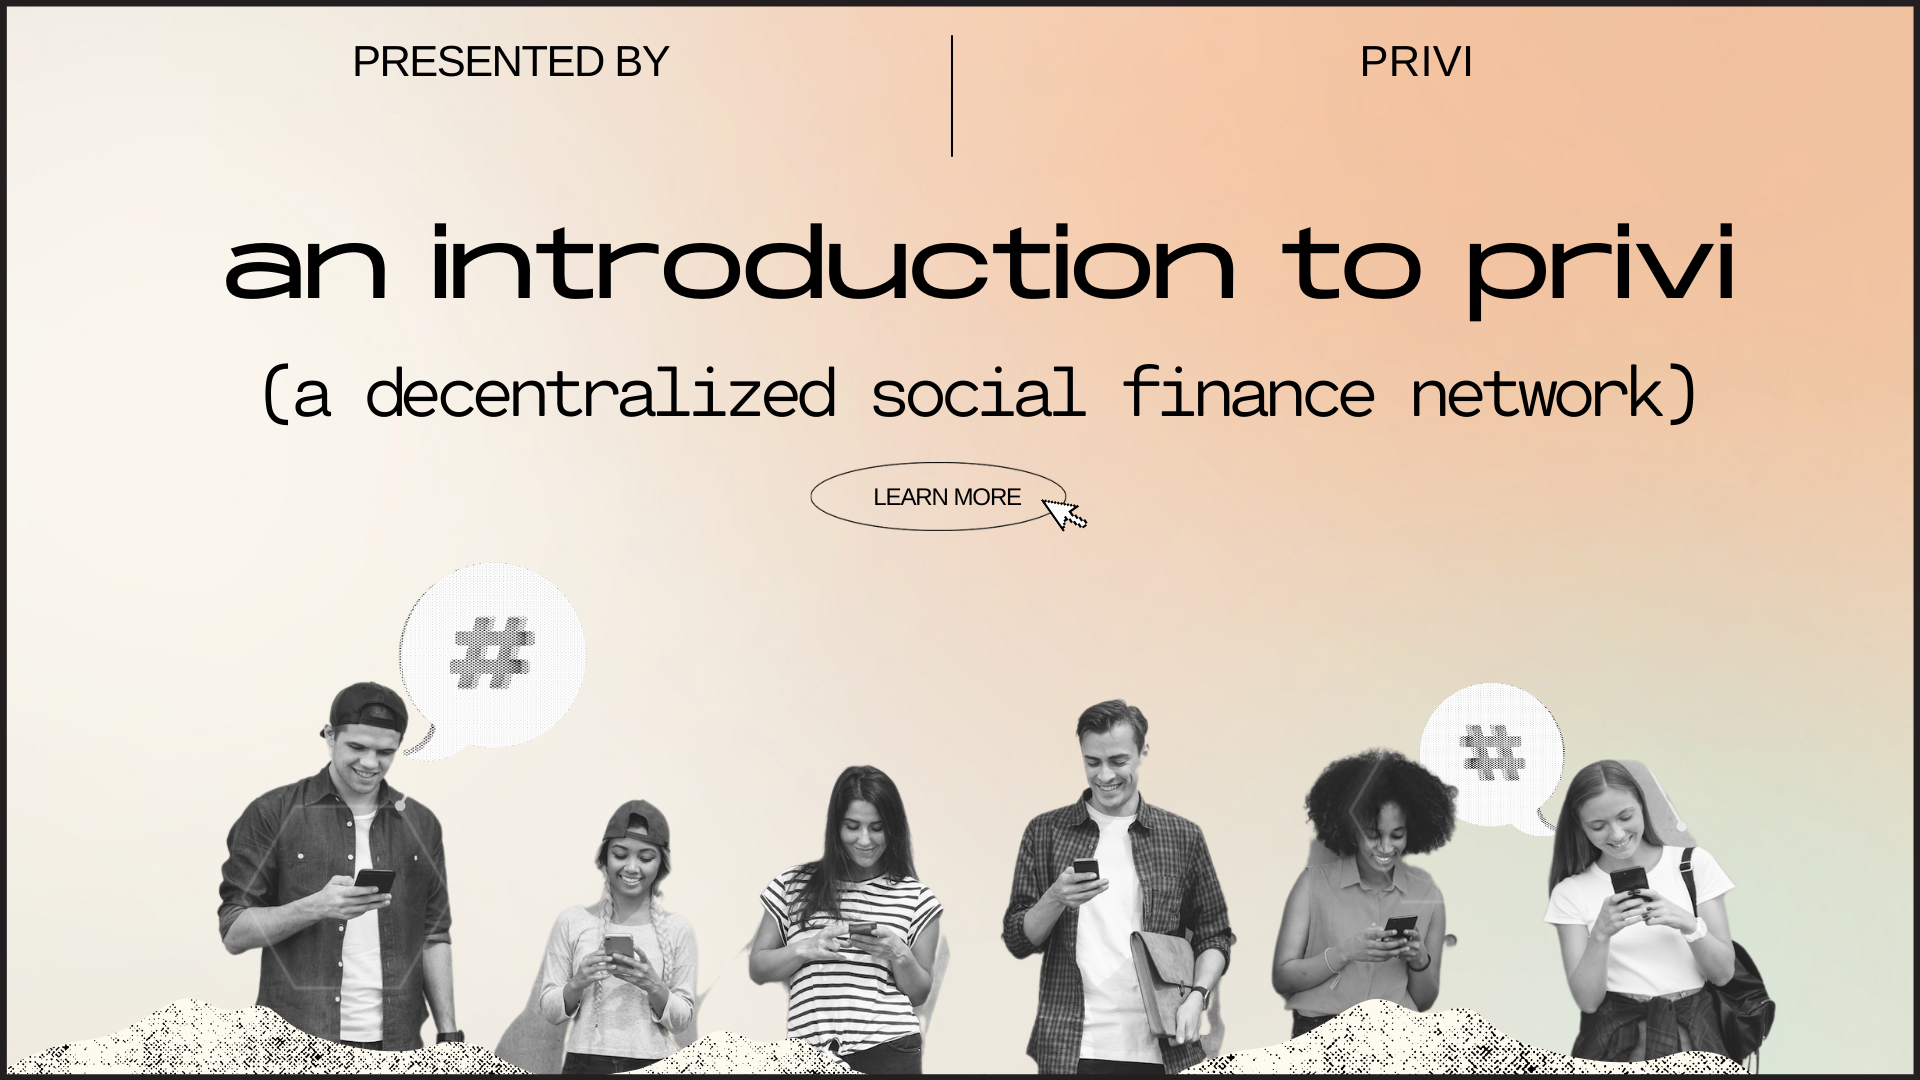 PRESENTED BY
PRIVI
an introduction to privi
(a decentralized social finance network)
LEARN MORE
#
#